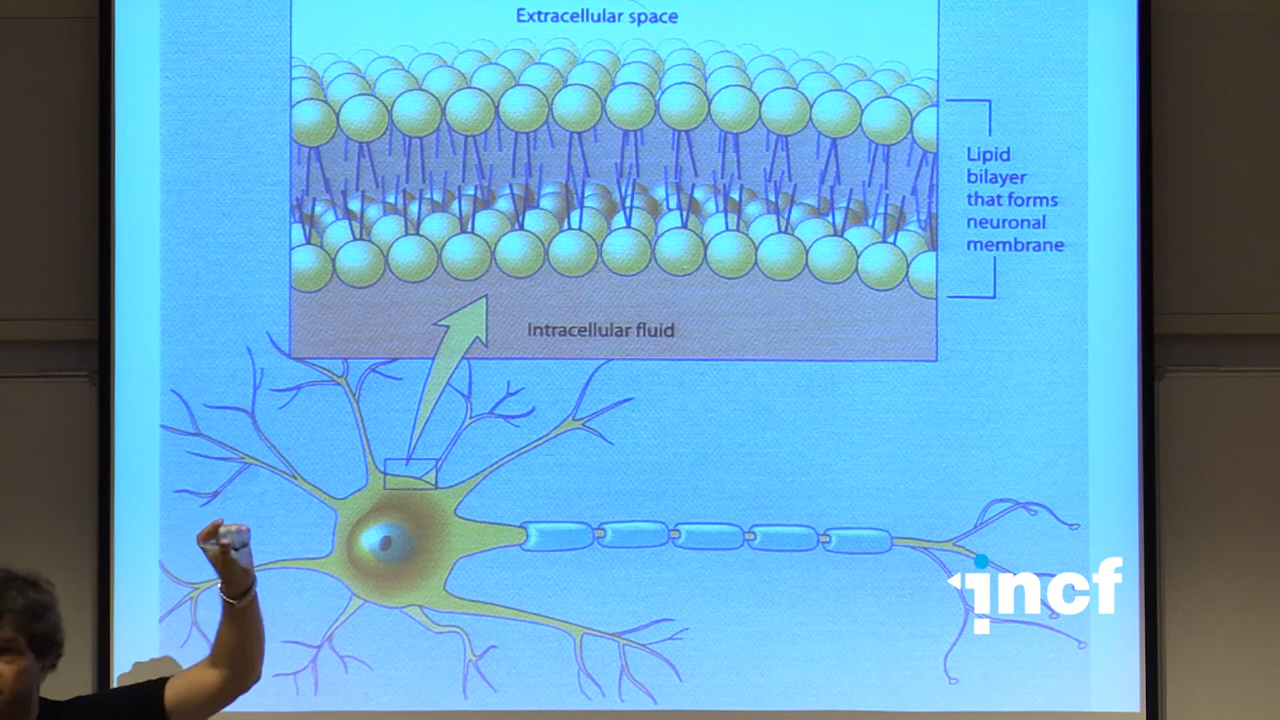 Extracellular space
Lipid
bilayer
that forms
neuronal
membrane
Intracellular fluid
incf